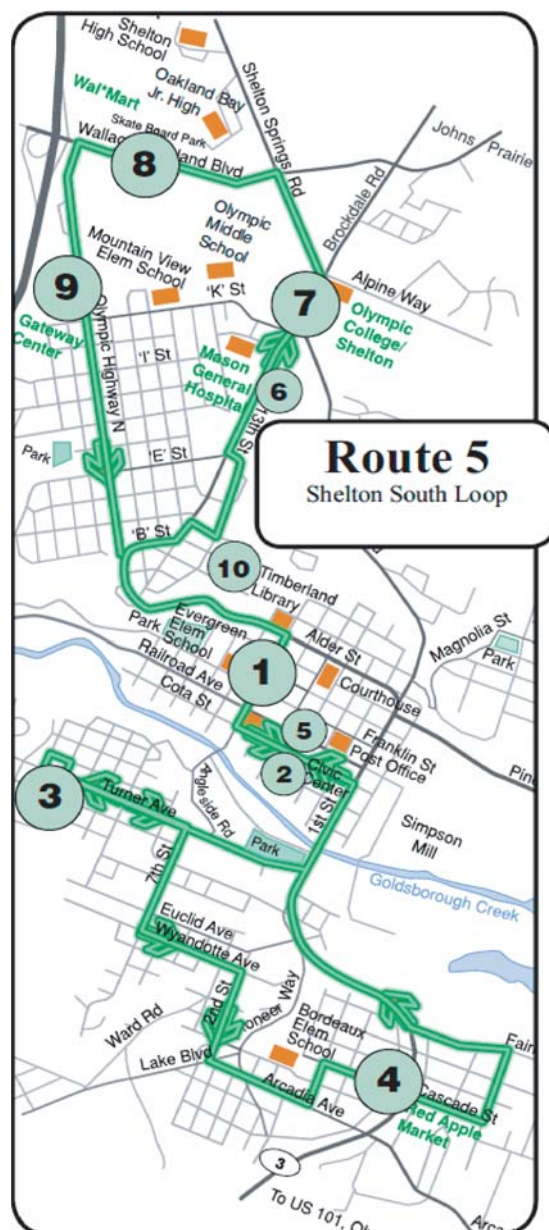 Shelton
High School
Oakland Bay
Jr. High
Wal*Mart
Skate Board Park
Shelton Springs Rd
Johns Prairie
8
Brockdale Rd
Olympic
Middle
School
Mountain View
Elem School
'K' St
9
7
Alpine Way
Olympic
College/
Shelton
Gateway
Center
Olympic Highway N
'I' St
Mason
General
Hospital
6
13th St
Park
'E' St
Route 5
Shelton South Loop
'B' St
10
Timberland
Library
Evergreen
Elem
School
Park
Alder St
Magnolia St
Park
Railroad Ave
1
Courthouse
Cota St
5
Franklin St
Post Office
2
Civic
Center
3
Turner Ave
Angleside Rd
1st St
Simpson
Mill
Park
Goldsborough Creek
7th St
Euclid Ave
Wyandotte Ave
2nd St
Ward Rd
Bordeaux
Elem
School
Lake Blvd
4
Cascade St
Arcadia Ave
Red Apple
Market
3
To US 101,